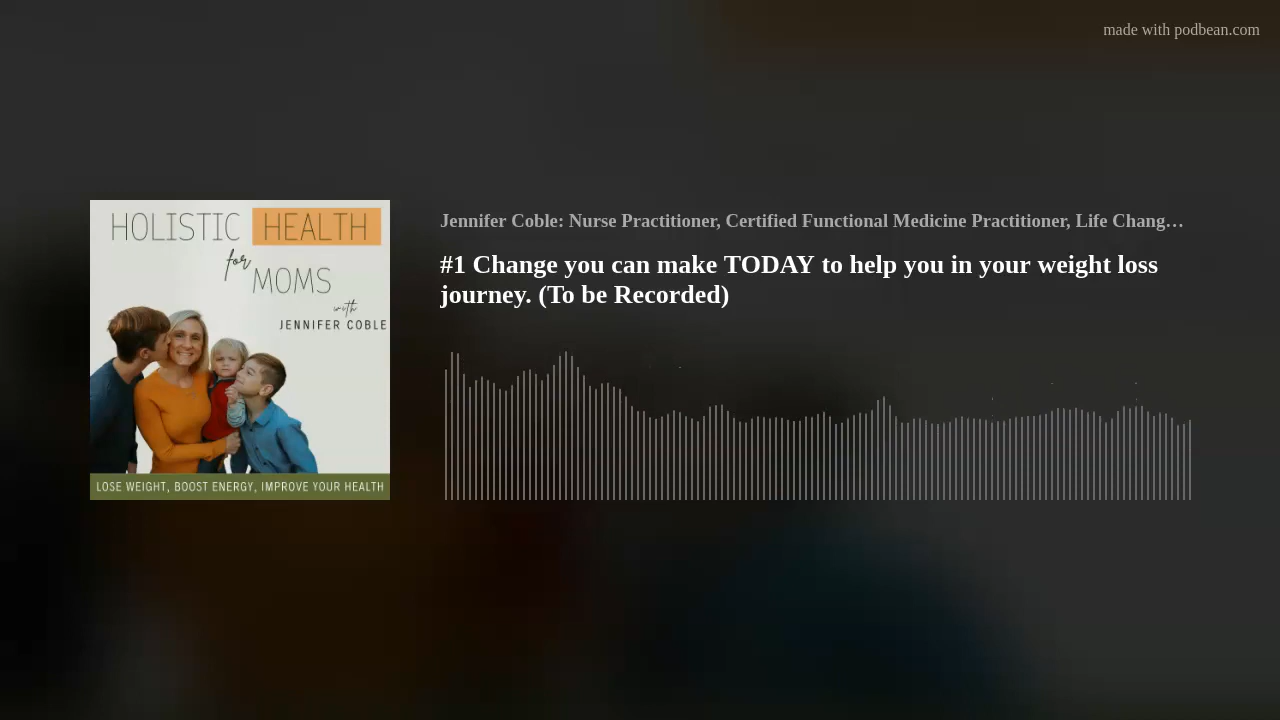 made with podbean.com
HOLISTIC HEALTH
for
MOMS
with
JENNIFER COBLE
LOSE WEIGHT, BOOST ENERGY, IMPROVE YOUR HEALTH
Jennifer Coble: Nurse Practitioner, Certified Functional Medicine Practitioner, Life Chang…
#1 Change you can make TODAY to help you in your weight loss
journey. (To be Recorded)